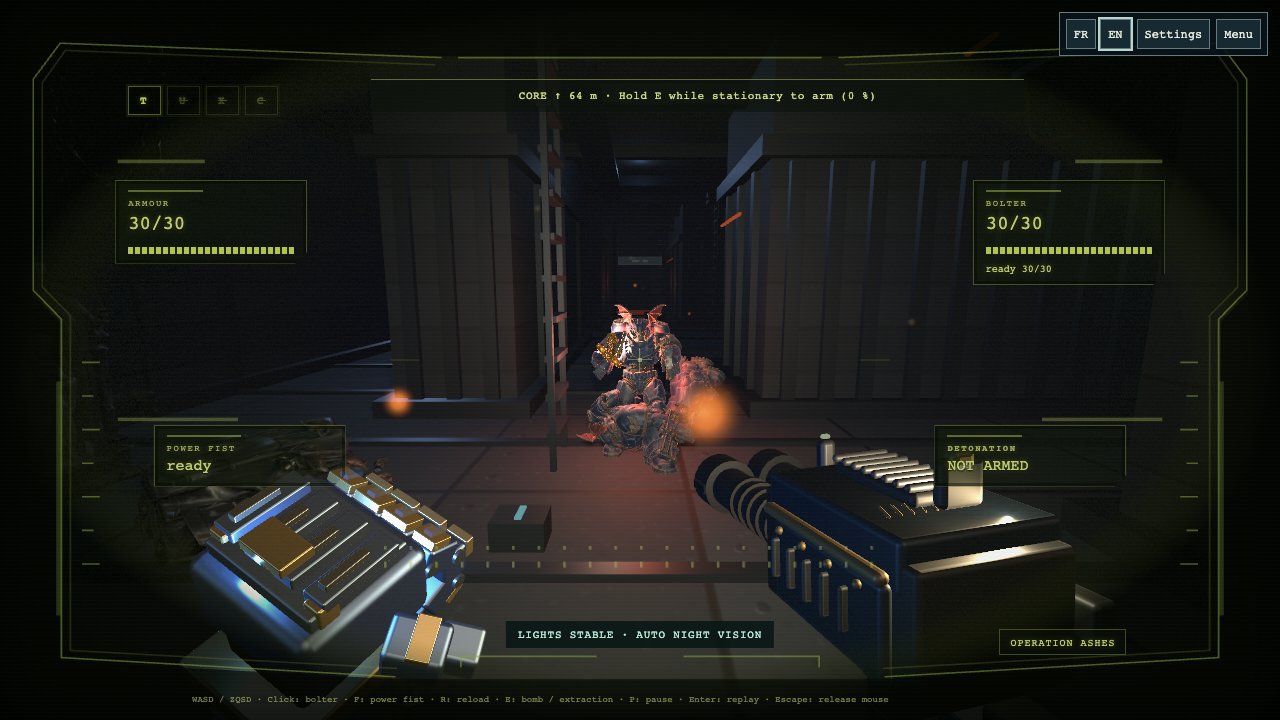 FR EN Settings Menu
T U X C
CORE ↑ 64 m · Hold E while stationary to arm (0 %)
ARMOUR
30/30
BOLTER
30/30
ready 30/30
POWER FIST
ready
DETONATION
NOT ARMED
LIGHTS STABLE · AUTO NIGHT VISION
OPERATION ASHES
WASD / ZQSD · Click: bolter · F: power fist · R: reload · E: bomb / extraction · P: pause · Enter: replay · Escape: release mouse